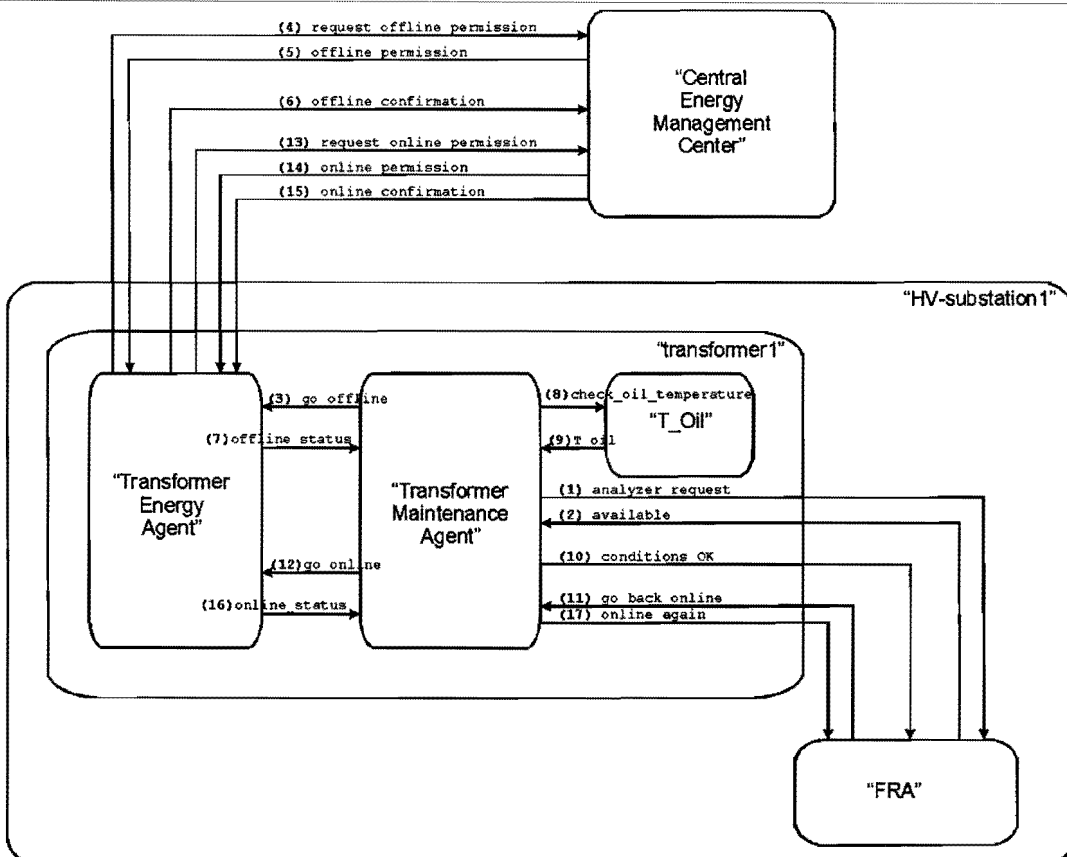 (4) request offline permission
(5) offline permission
(6) offline confirmation
(13) request online permission
(14) online permission
(15) online confirmation
“Central
Energy
Management
Center”
“HV-substation1”
“transformer1”
(3) go offline
(7)offline status
“Transformer
Energy
Agent”
(12)go online
(16)online_status
“Transformer
Maintenance
Agent”
(8)check_oil_temperature
“T_Oil”
(9)T oil
(1) analyzer request
(2) available
(10) conditions OK
(11) go back online
(17) online again
“FRA”